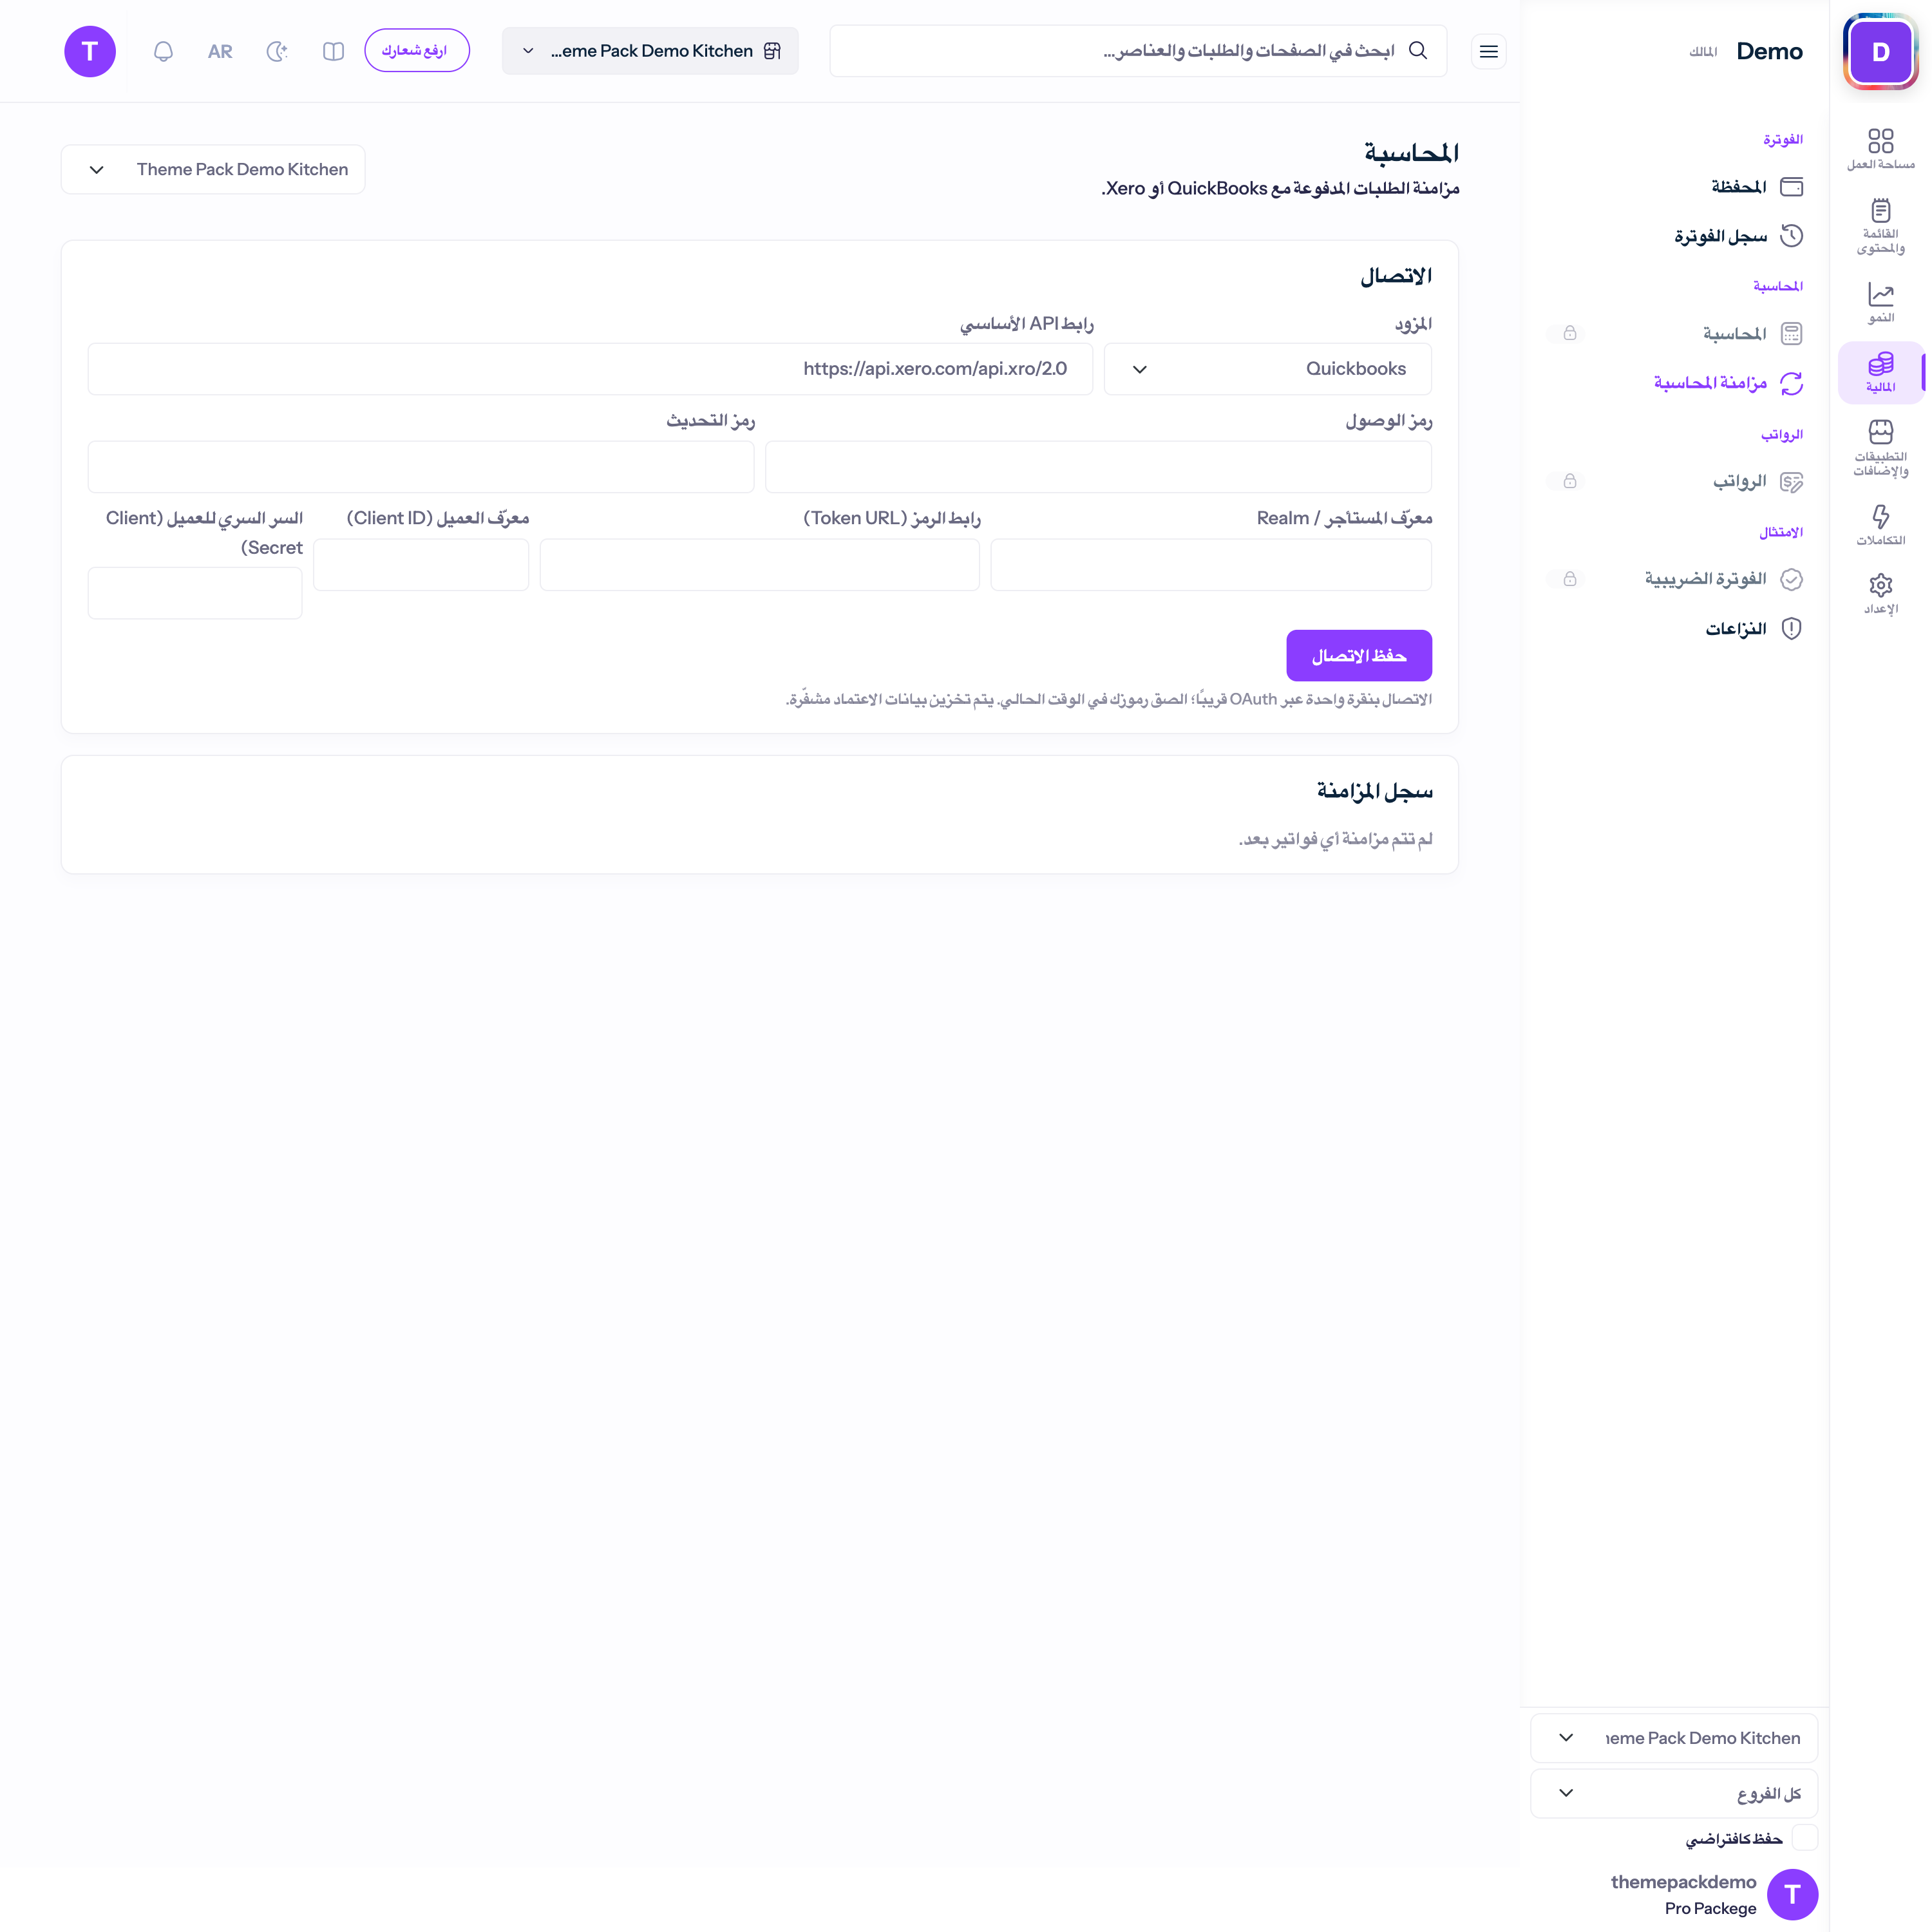 D
مساحة العمل
القائمة
والمحتوى
النمو
المالية
التطبيقات
والإضافات
التكاملات
الإعداد
Demo المالك
الفوترة
المحفظة
سجل الفوترة
المحاسبة
المحاسبة
مزامنة المحاسبة
الرواتب
الرواتب
الامتثال
الفوترة الضريبية
النزاعات
heme Pack Demo Kitchen
كل الفروع
حفظ كافتراضي
T
themepackdemo
Pro Packege
ابحث في الصفحات والطلبات والعناصر...
...eme Pack Demo Kitchen
ارفع شعارك
AR
T
المحاسبة
مزامنة الطلبات المدفوعة مع QuickBooks أو Xero.
Theme Pack Demo Kitchen
الاتصال
المزود
Quickbooks
رابط API الأساسي
https://api.xero.com/api.xro/2.0
رمز الوصول
رمز التحديث
معرّف المستأجر / Realm
رابط الرمز (Token URL)
معرّف العميل (Client ID)
السر السري للعميل (Client
Secret)
حفظ الاتصال
الاتصال بنقرة واحدة عبر OAuth قريبًا؛ الصق رموزك في الوقت الحالي. يتم تخزين بيانات الاعتماد مشفّرة.
سجل المزامنة
لم تتم مزامنة أي فواتير بعد.